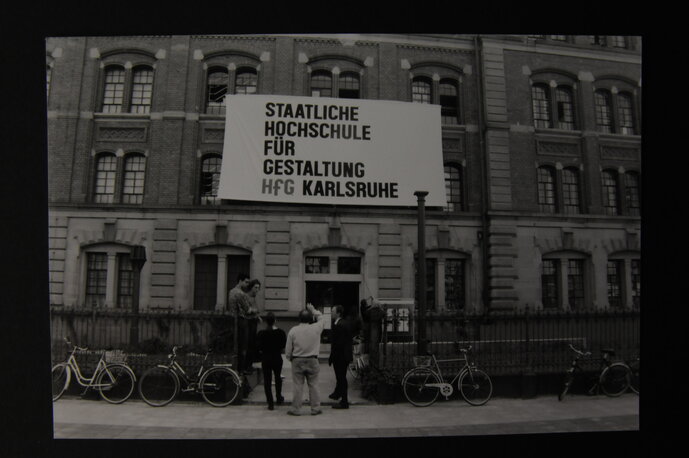 STAATLICHE
HOCHSCHULE
FÜR
GESTALTUNG
HfG KARLSRUHE